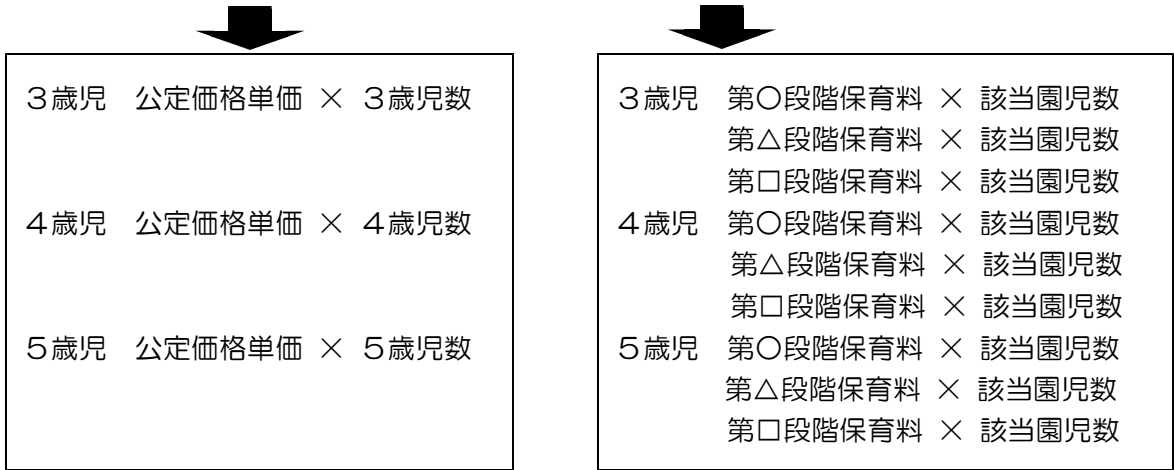 3歳児 公定価格単価 × 3歳児数
4歳児 公定価格単価 × 4歳児数
5歳児 公定価格単価 × 5歳児数
3歳児 第○段階保育料 × 該当園児数
第△段階保育料 × 該当園児数
第□段階保育料 × 該当園児数
4歳児 第○段階保育料 × 該当園児数
第△段階保育料 × 該当園児数
第□段階保育料 × 該当園児数
5歳児 第○段階保育料 × 該当園児数
第△段階保育料 × 該当園児数
第□段階保育料 × 該当園児数